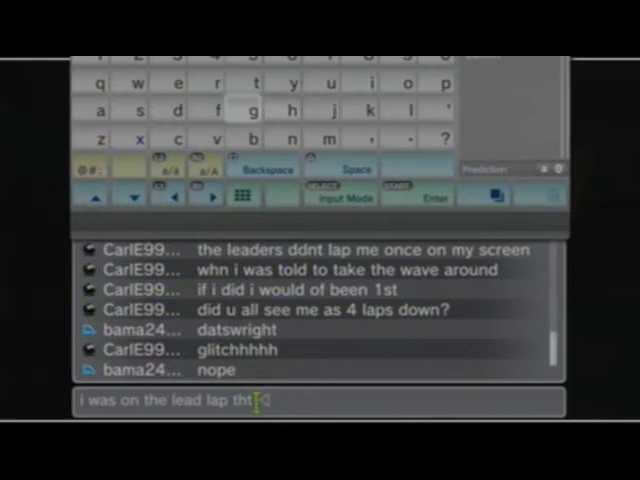 q w e r t y u i o p
a s d f g h j k l '
z x c v b n m , . ?
@#: a/à a/A Backspace Space
Prediction
SELECT START
Input Mode Enter
CarlE99... the leaders ddnt lap me once on my screen
CarlE99... whn i was told to take the wave around
CarlE99... if i did i would of been 1st
CarlE99... did u all see me as 4 laps down?
bama24... datswright
CarlE99... glitchhhhh
bama24... nope
i was on the lead lap tht